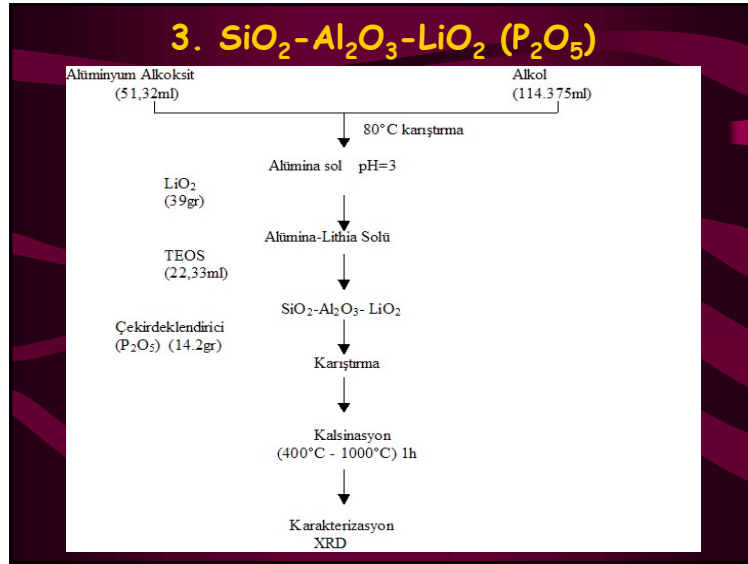 3. SiO₂-Al₂O₃-LiO₂ (P₂O₅)
Alüminyum Alkoksit
(51,32ml)
Alkol
(114.375ml)
80°C karıştırma
Alümina sol pH=3
LiO₂
(39gr)
Alümina-Lithia Solü
TEOS
(22,33ml)
SiO₂-Al₂O₃- LiO₂
Çekirdeklendirici
(P₂O₅) (14.2gr)
Karıştırma
Kalsinasyon
(400°C - 1000°C) 1h
Karakterizasyon
XRD